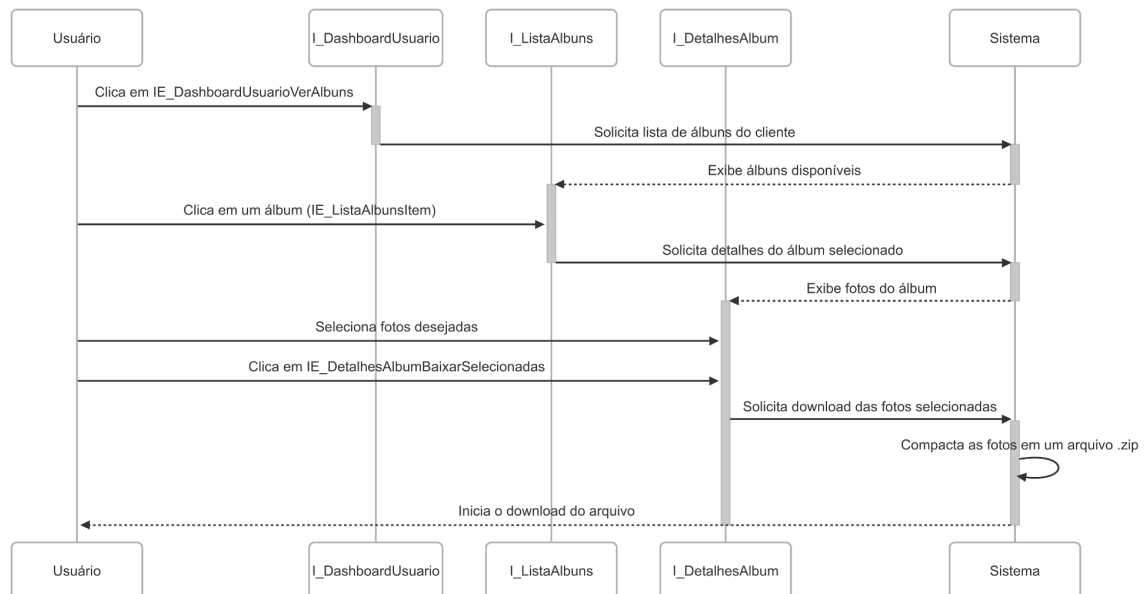 Usuário
I_DashboardUsuario
I_ListaAlbuns
I_DetalhesAlbum
Sistema
Clica em IE_DashboardUsuarioVerAlbuns
Solicita lista de álbuns do cliente
Exibe álbuns disponíveis
Clica em um álbum (IE_ListaAlbunsItem)
Solicita detalhes do álbum selecionado
Exibe fotos do álbum
Seleciona fotos desejadas
Clica em IE_DetalhesAlbumBaixarSelecionadas
Solicita download das fotos selecionadas
Compacta as fotos em um arquivo .zip
Inicia o download do arquivo
Usuário
I_DashboardUsuario
I_ListaAlbuns
I_DetalhesAlbum
Sistema